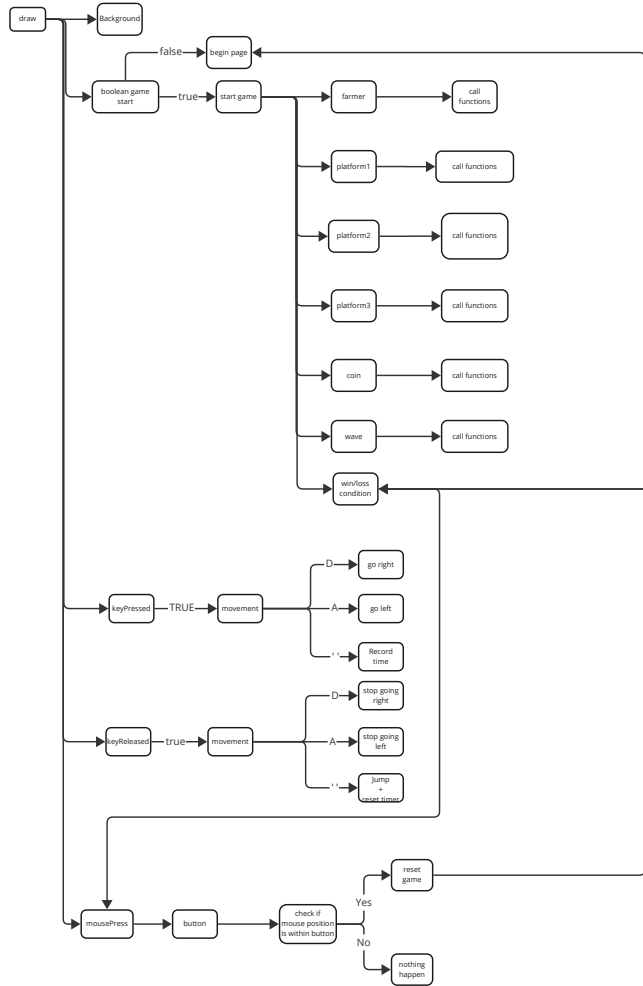 draw
Background
false
begin page
boolean game
start
true
start game
farmer
call
functions
platform1
call functions
platform2
call functions
platform3
call functions
coin
call functions
wave
call functions
win/loss
condition
D
go right
keyPressed
TRUE
movement
A
go left
' '
Record
time
D
stop going
right
keyReleased
true
movement
A
stop going
left
' '
Jump
+
reset timer
reset
game
Yes
mousePress
button
check if
mouse position
is within button
No
nothing
happen